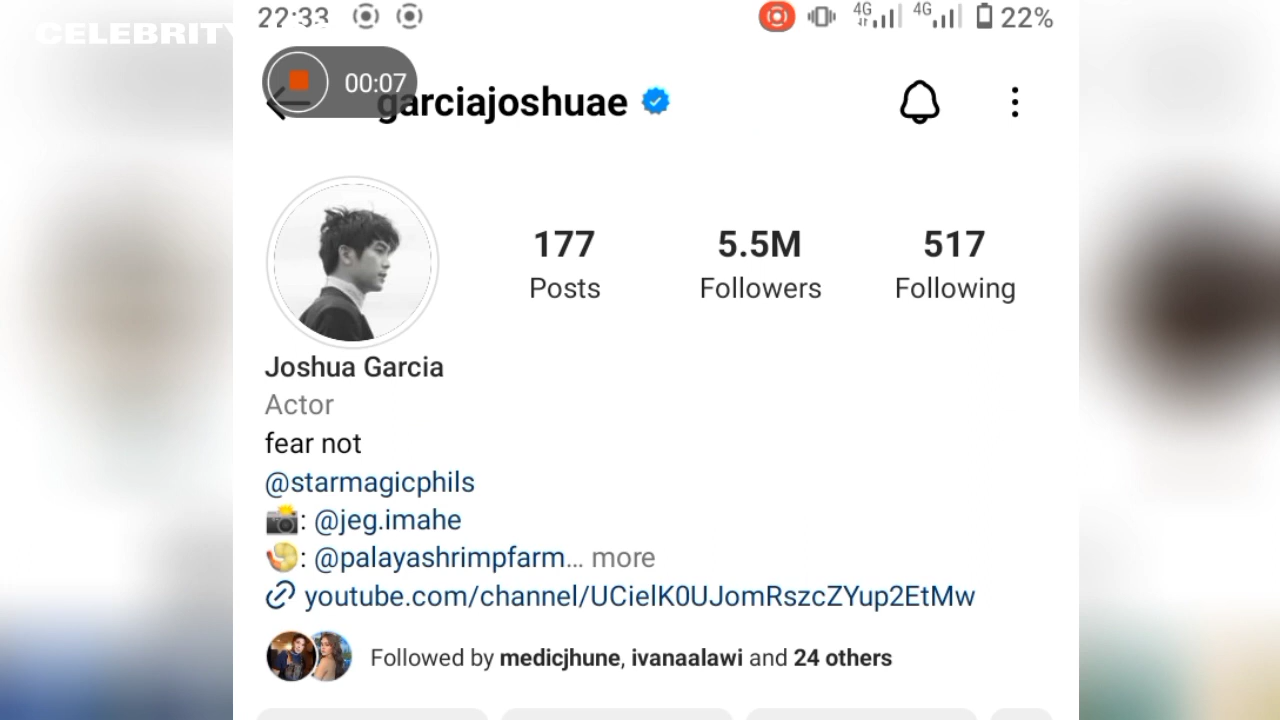 CELEBRITY
22:33
4G 4G 22%
00:07
garciajoshuae
177 5.5M 517
Posts Followers Following
Joshua Garcia
Actor
fear not
@starmagicphils
: @jeg.imahe
: @palayashrimpfarm... more
youtube.com/channel/UCielK0UJomRszcZYup2EtMw
Followed by medicjhune, ivanaalawi and 24 others